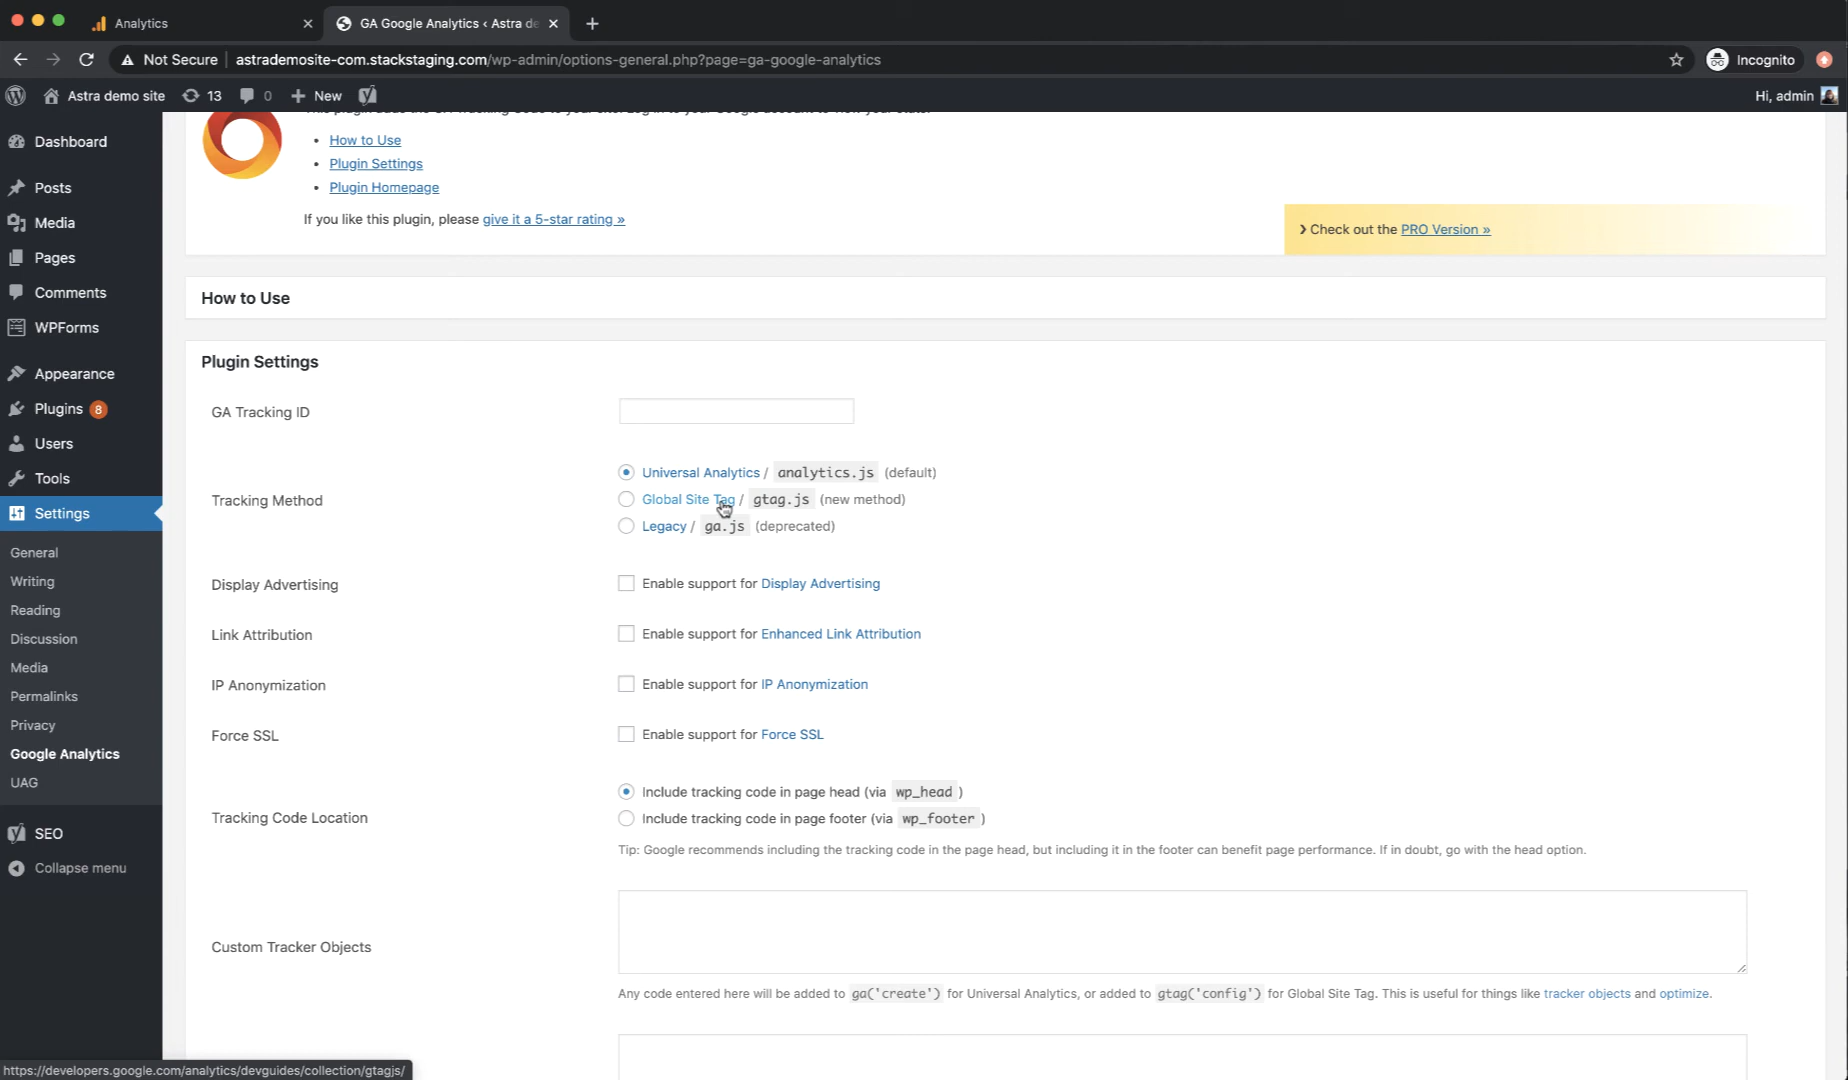 Analytics
GA Google Analytics ‹ Astra de
Not Secure
astrademosite-com.stackstaging.com/wp-admin/options-general.php?page=ga-google-analytics
Incognito
Astra demo site
13
0
New
Hi, admin
Dashboard
Posts
Media
Pages
Comments
WPForms
Appearance
Plugins 8
Users
Tools
Settings
General
Writing
Reading
Discussion
Media
Permalinks
Privacy
Google Analytics
UAG
SEO
Collapse menu
• How to Use
• Plugin Settings
• Plugin Homepage
If you like this plugin, please give it a 5-star rating »
Check out the PRO Version »
How to Use
Plugin Settings
GA Tracking ID
Tracking Method
Universal Analytics / analytics.js (default)
Global Site Tag / gtag.js (new method)
Legacy / ga.js (deprecated)
Display Advertising
Enable support for Display Advertising
Link Attribution
Enable support for Enhanced Link Attribution
IP Anonymization
Enable support for IP Anonymization
Force SSL
Enable support for Force SSL
Tracking Code Location
Include tracking code in page head (via wp_head )
Include tracking code in page footer (via wp_footer )
Tip: Google recommends including the tracking code in the page head, but including it in the footer can benefit page performance. If in doubt, go with the head option.
Custom Tracker Objects
Any code entered here will be added to ga('create') for Universal Analytics, or added to gtag('config') for Global Site Tag. This is useful for things like tracker objects and optimize.
https://developers.google.com/analytics/devguides/collection/gtagjs/